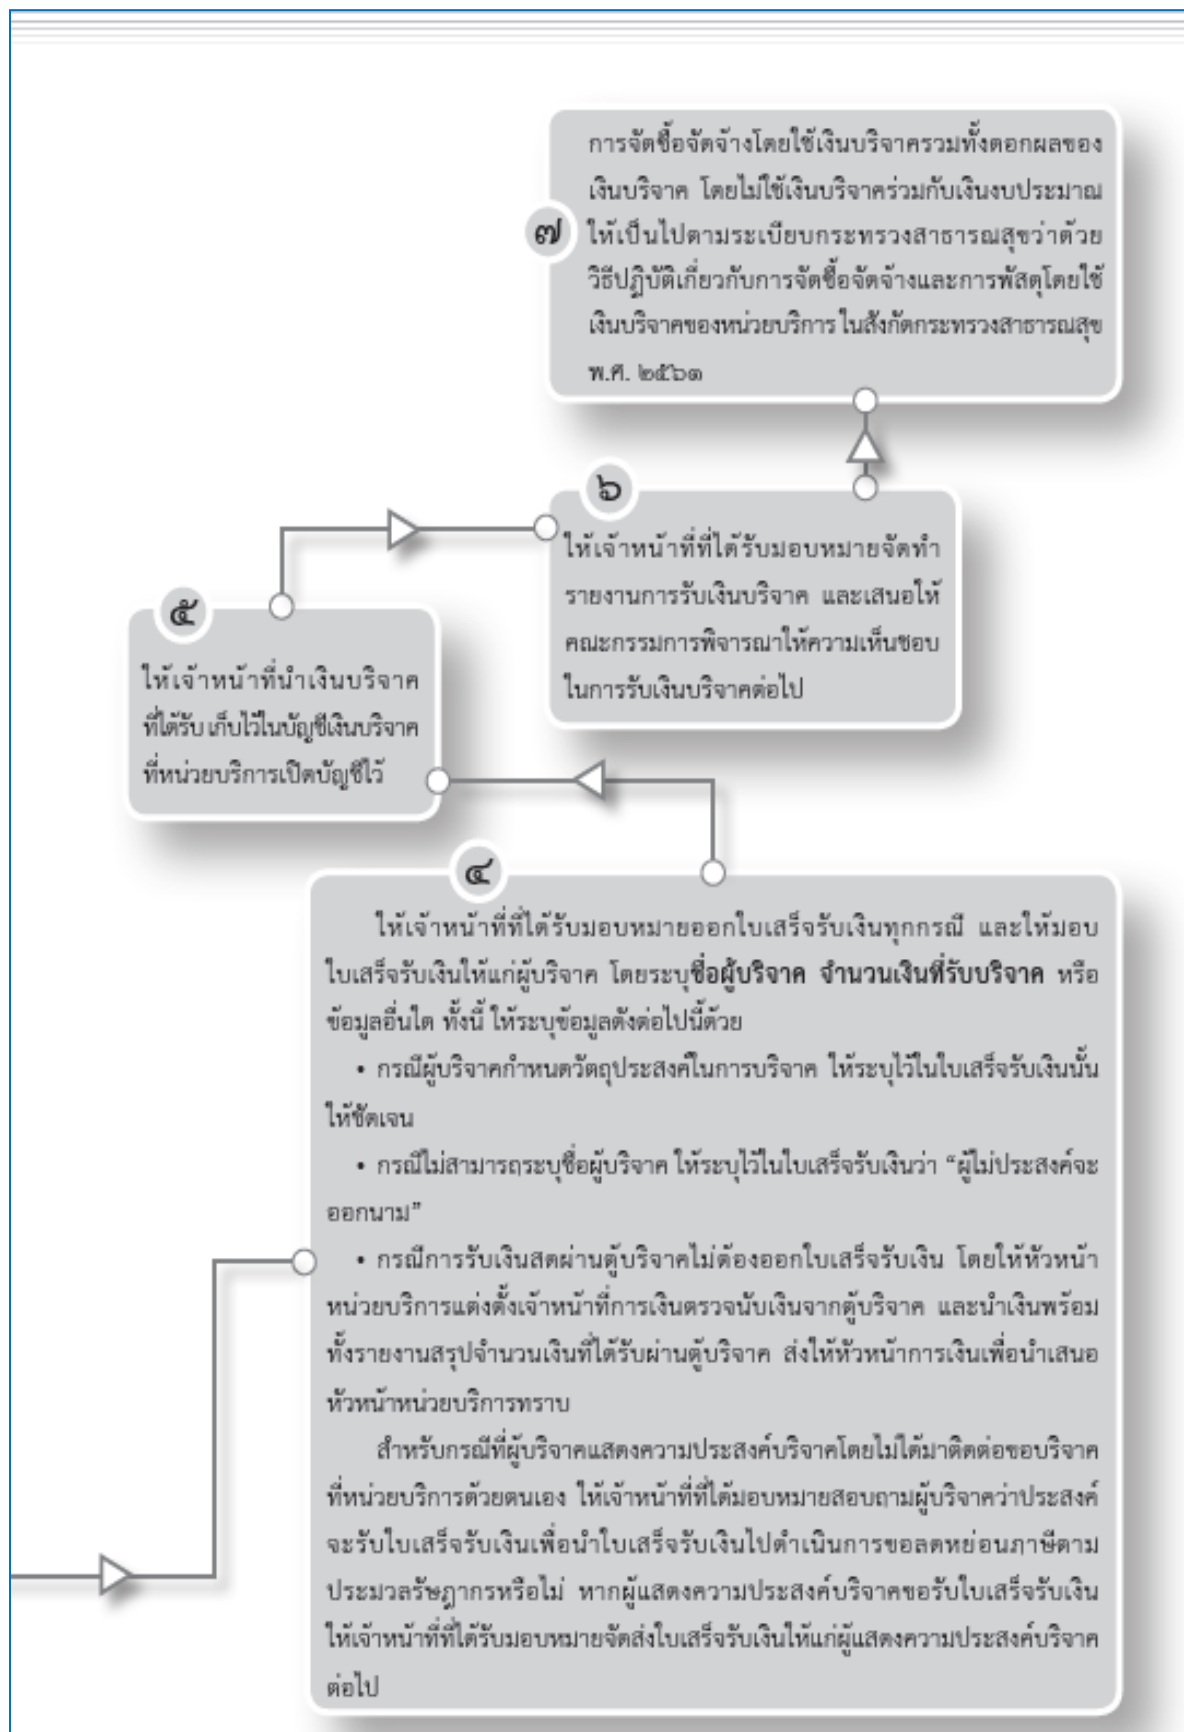 การจัดซื้อจัดจ้างโดยใช้เงินบริจาครวมทั้งดอกผลของ
เงินบริจาค โดยไม่ใช้เงินบริจาคร่วมกับเงินงบประมาณ
๗
ให้เป็นไปตามระเบียบกระทรวงสาธารณสุขว่าด้วย
วิธีปฏิบัติเกี่ยวกับการจัดซื้อจัดจ้างและการพัสดุโดยใช้
เงินบริจาคของหน่วยบริการ ในสังกัดกระทรวงสาธารณสุข
พ.ศ. ๒๕๖๑
๖
ให้เจ้าหน้าที่ที่ได้รับมอบหมายจัดทำ
รายงานการรับเงินบริจาค และเสนอให้
คณะกรรมการพิจารณาให้ความเห็นชอบ
ในการรับเงินบริจาคต่อไป
๕
ให้เจ้าหน้าที่นำเงินบริจาค
ที่ได้รับ เก็บไว้ในบัญชีเงินบริจาค
ที่หน่วยบริการเปิดบัญชีไว้
๔
ให้เจ้าหน้าที่ที่ได้รับมอบหมายออกใบเสร็จรับเงินทุกกรณี และให้มอบ
ใบเสร็จรับเงินให้แก่ผู้บริจาค โดยระบุชื่อผู้บริจาค จำนวนเงินที่รับบริจาค หรือ
ข้อมูลอื่นใด ทั้งนี้ ให้ระบุข้อมูลดังต่อไปนี้ด้วย
• กรณีผู้บริจาคกำหนดวัตถุประสงค์ในการบริจาค ให้ระบุไว้ในใบเสร็จรับเงินนั้น
ให้ชัดเจน
• กรณีไม่สามารถระบุชื่อผู้บริจาค ให้ระบุไว้ในใบเสร็จรับเงินว่า “ผู้ไม่ประสงค์จะ
ออกนาม”
• กรณีการรับเงินสดผ่านตู้บริจาคไม่ต้องออกใบเสร็จรับเงิน โดยให้หัวหน้า
หน่วยบริการแต่งตั้งเจ้าหน้าที่การเงินตรวจนับเงินจากตู้บริจาค และนำเงินพร้อม
ทั้งรายงานสรุปจำนวนเงินที่ได้รับผ่านตู้บริจาค ส่งให้หัวหน้าการเงินเพื่อนำเสนอ
หัวหน้าหน่วยบริการทราบ
สำหรับกรณีที่ผู้บริจาคแสดงความประสงค์บริจาคโดยไม่ได้มาติดต่อขอบริจาค
ที่หน่วยบริการด้วยตนเอง ให้เจ้าหน้าที่ที่ได้มอบหมายสอบถามผู้บริจาคว่าประสงค์
จะรับใบเสร็จรับเงินเพื่อนำใบเสร็จรับเงินไปดำเนินการขอลดหย่อนภาษีตาม
ประมวลรัษฎากรหรือไม่ หากผู้แสดงความประสงค์บริจาคขอรับใบเสร็จรับเงิน
ให้เจ้าหน้าที่ที่ได้รับมอบหมายจัดส่งใบเสร็จรับเงินให้แก่ผู้แสดงความประสงค์บริจาค
ต่อไป